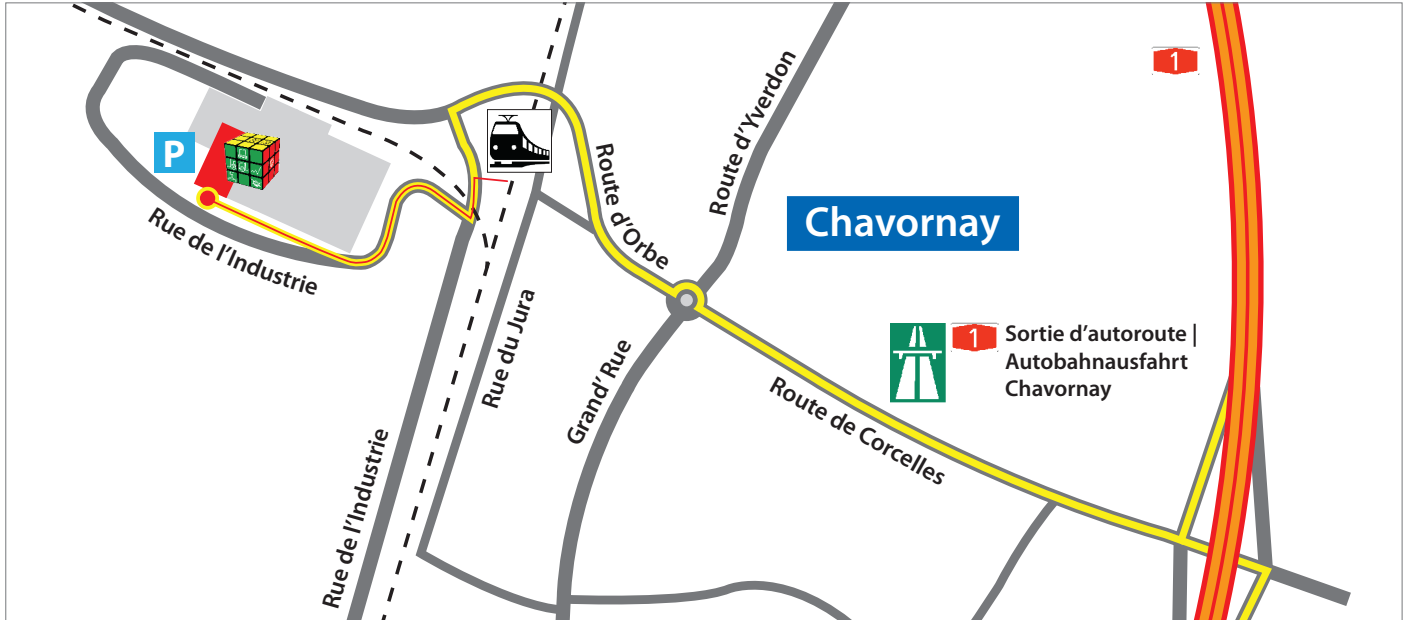 1
P
Rue de l'Industrie
Route d'Orbe
Route d'Yverdon
Chavornay
1
Sortie d'autoroute |
Autobahnausfahrt
Chavornay
Rue du Jura
Grand' Rue
Route de Corcelles
Rue de l'Industrie